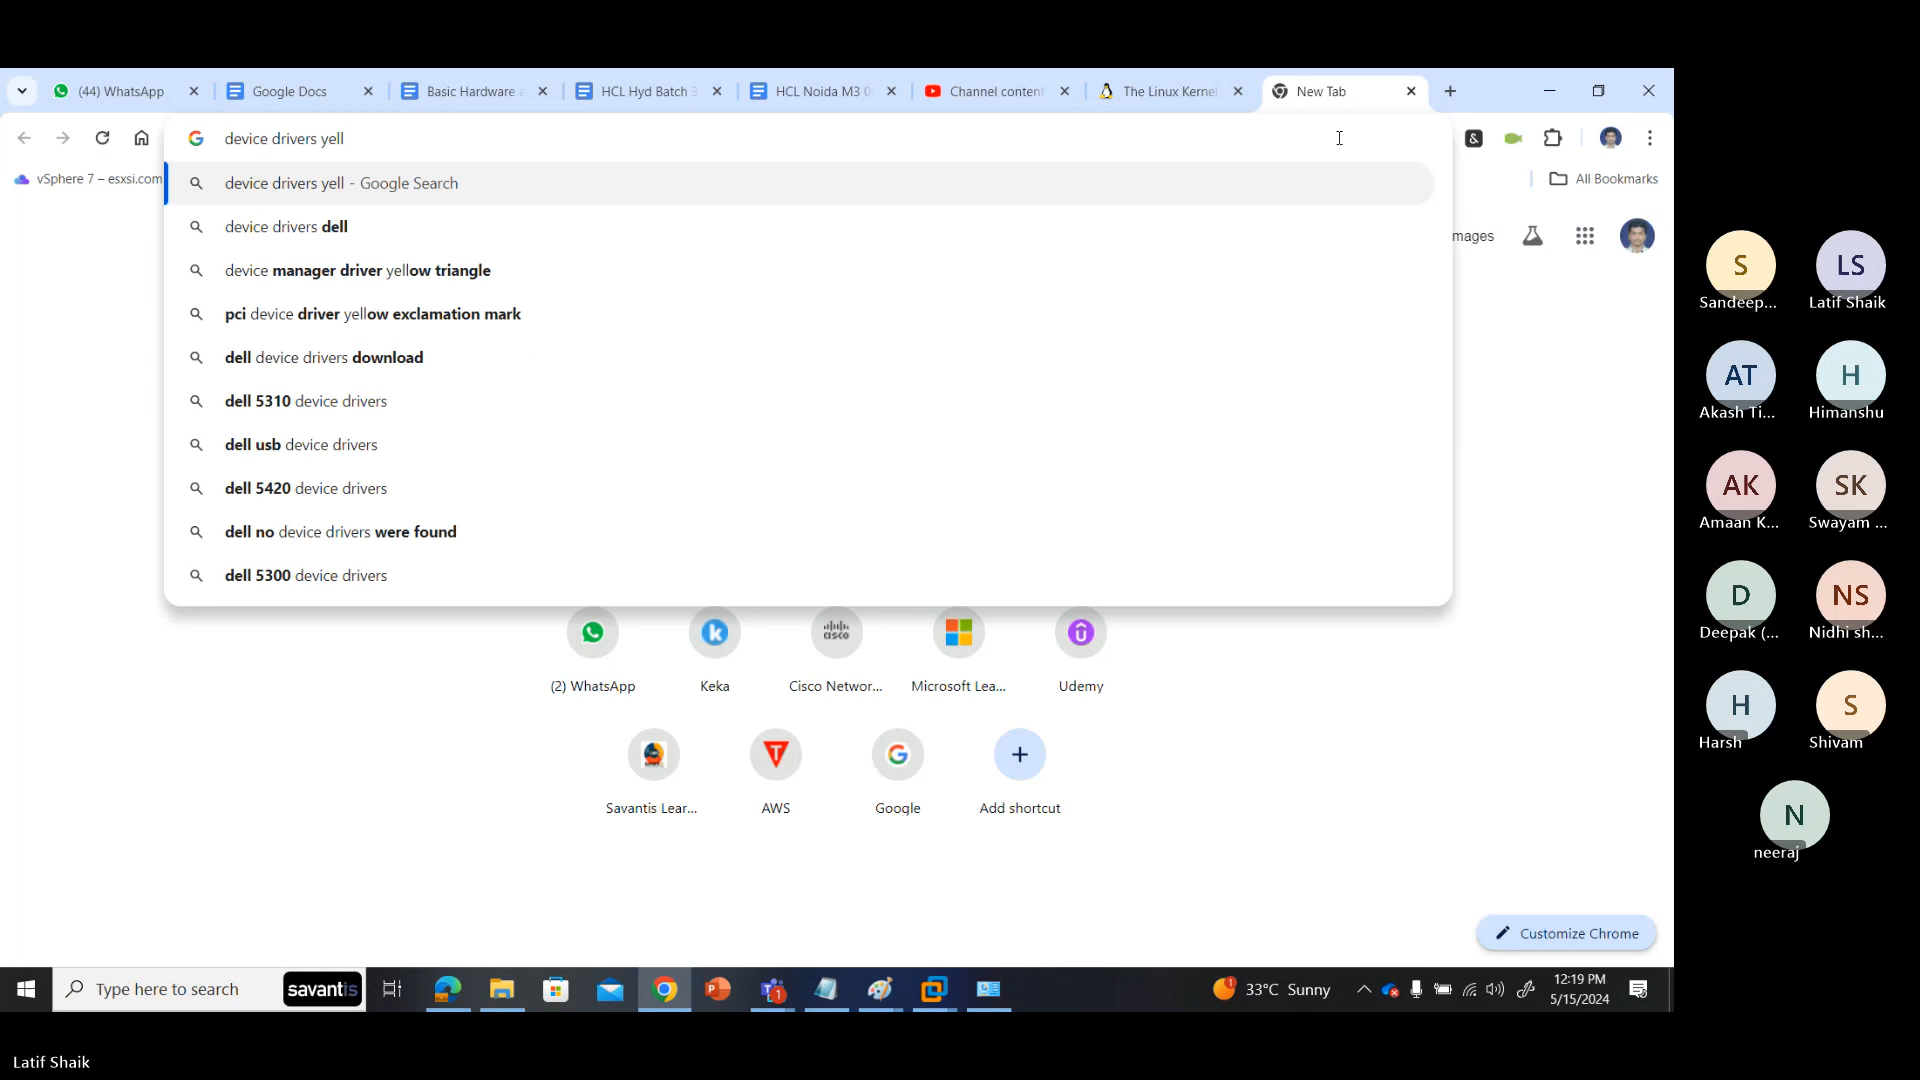 (44) WhatsApp
Google Docs
Basic Hardware a
HCL Hyd Batch 3
HCL Noida M3 0
Channel content
The Linux Kernel
New Tab
device drivers yell
vSphere 7 – esxsi.com
All Bookmarks
device drivers yell - Google Search
device drivers dell
mages
device manager driver yellow triangle
pci device driver yellow exclamation mark
dell device drivers download
dell 5310 device drivers
dell usb device drivers
dell 5420 device drivers
dell no device drivers were found
dell 5300 device drivers
(2) WhatsApp
Keka
Cisco Networ...
Microsoft Lea...
Udemy
Savantis Lear...
AWS
Google
Add shortcut
Customize Chrome
S
Sandeep...
LS
Latif Shaik
AT
Akash Ti...
H
Himanshu
AK
Amaan K...
SK
Swayam ...
D
Deepak (...
NS
Nidhi sh...
H
Harsh
S
Shivam
N
neeraj
Type here to search
savantis
33°C Sunny
12:19 PM
5/15/2024
Latif Shaik